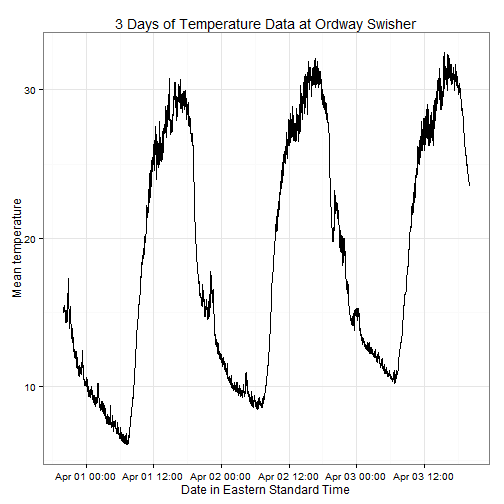 3 Days of Temperature Data at Ordway Swisher
Mean temperature
30
20
10
Apr 01 00:00 Apr 01 12:00 Apr 02 00:00 Apr 02 12:00 Apr 03 00:00 Apr 03 12:00
Date in Eastern Standard Time